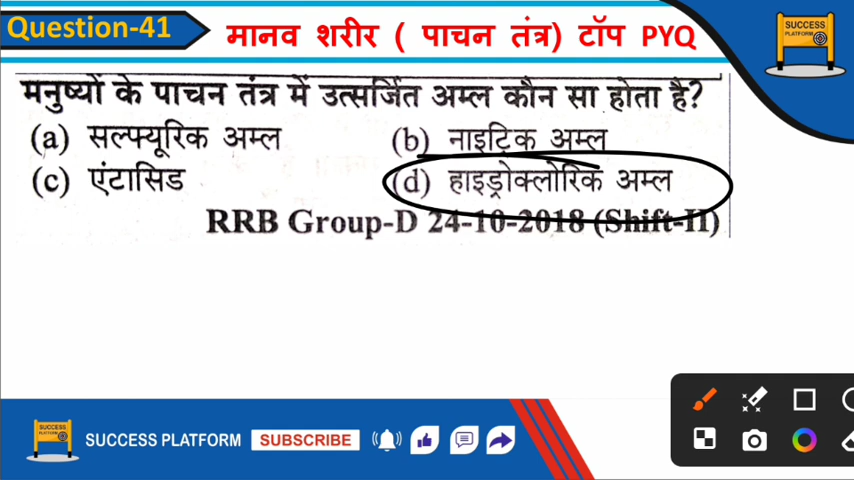 Question-41
मानव शरीर ( पाचन तंत्र) टॉप PYQ
SUCCESS
PLATFORM
मनुष्यों के पाचन तंत्र में उत्सर्जित अम्ल कौन सा होता है?
(a) सल्फ्यूरिक अम्ल (b) नाइट्रिक अम्ल
(c) एंटासिड (d) हाइड्रोक्लोरिक अम्ल
RRB Group-D 24-10-2018 (Shift-II)
SUCCESS
PLATFORM
SUCCESS PLATFORM SUBSCRIBE